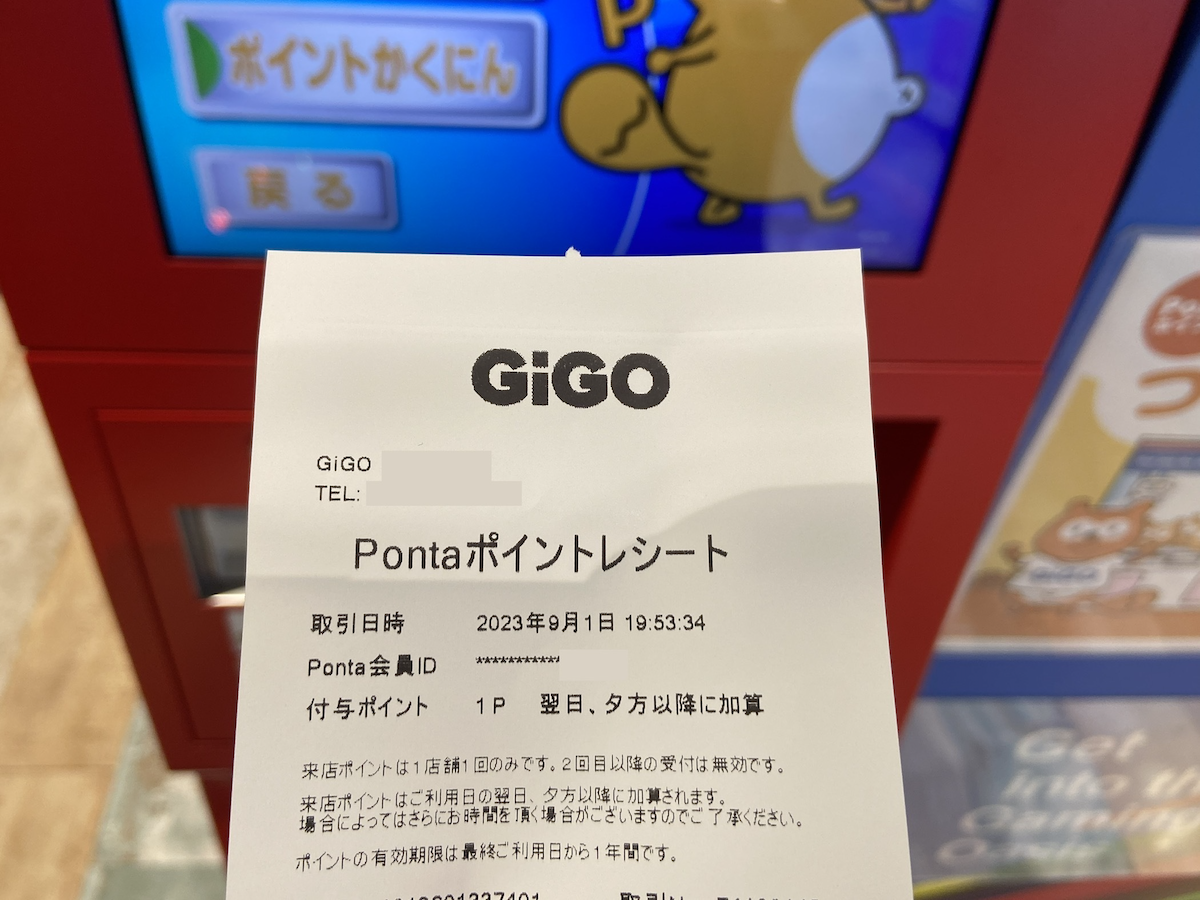 P
ポイントかくにん
戻る
GiGO
GiGO
TEL:
Pontaポイントレシート
取引日時 2023年9月1日 19:53:34
Ponta会員ID ***********
付与ポイント 1P 翌日、夕方以降に加算
来店ポイントは1店舗1回のみです。2回目以降の受付は無効です。
来店ポイントはご利用日の翌日、夕方以降に加算されます。
場合によってはさらにお時間を頂く場合がございますのでご了承ください。
ポイントの有効期限は最終ご利用日から1年間です。
つ
GiGO
Get
into the
Gaming
Oasis